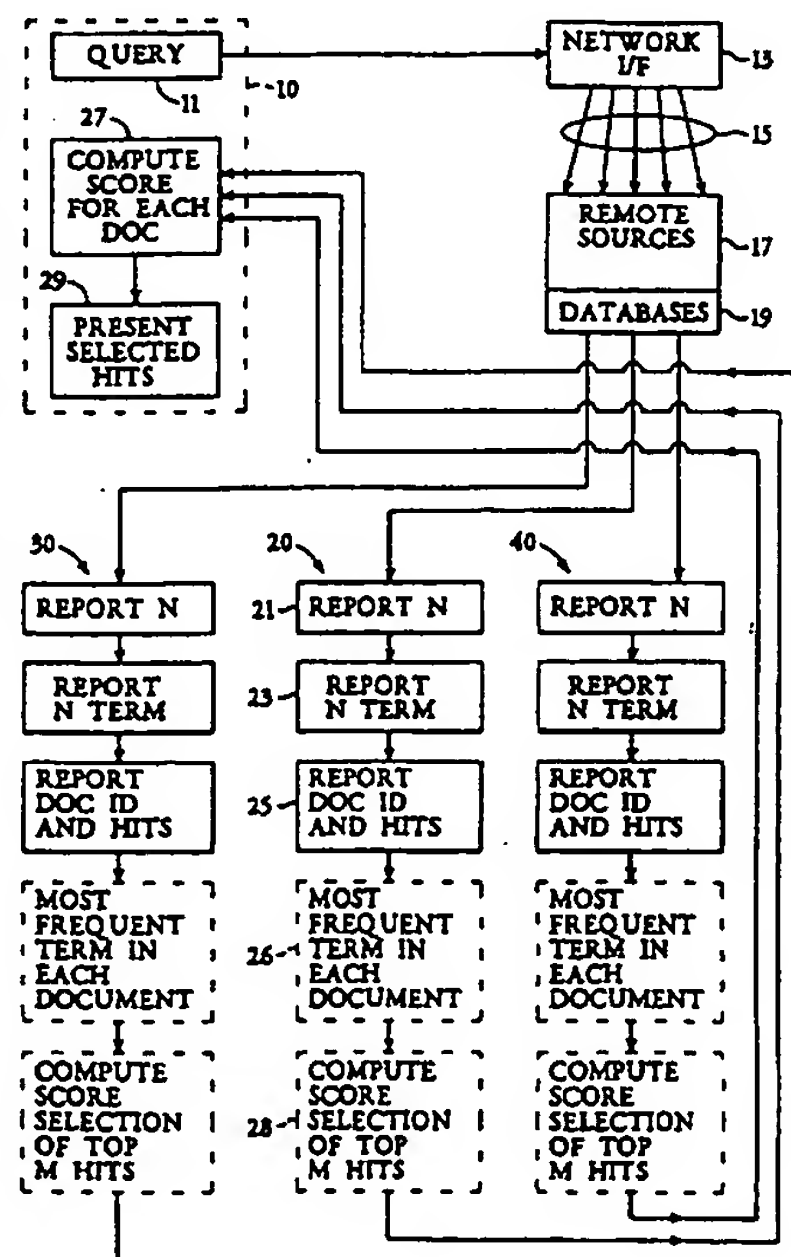 QUERY
11
10
NETWORK
I/F
13
15
27
COMPUTE
SCORE
FOR EACH
DOC
REMOTE
SOURCES
17
DATABASES
19
29
PRESENT
SELECTED
HITS
30
20
40
REPORT N
21
REPORT N
REPORT N
REPORT
N TERM
23
REPORT
N TERM
REPORT
N TERM
REPORT
DOC ID
AND HITS
25
REPORT
DOC ID
AND HITS
REPORT
DOC ID
AND HITS
MOST
FREQUENT
TERM IN
EACH
DOCUMENT
26
MOST
FREQUENT
TERM IN
EACH
DOCUMENT
MOST
FREQUENT
TERM IN
EACH
DOCUMENT
COMPUTE
SCORE
SELECTION
OF TOP
M HITS
28
COMPUTE
SCORE
SELECTION
OF TOP
M HITS
COMPUTE
SCORE
SELECTION
OF TOP
M HITS